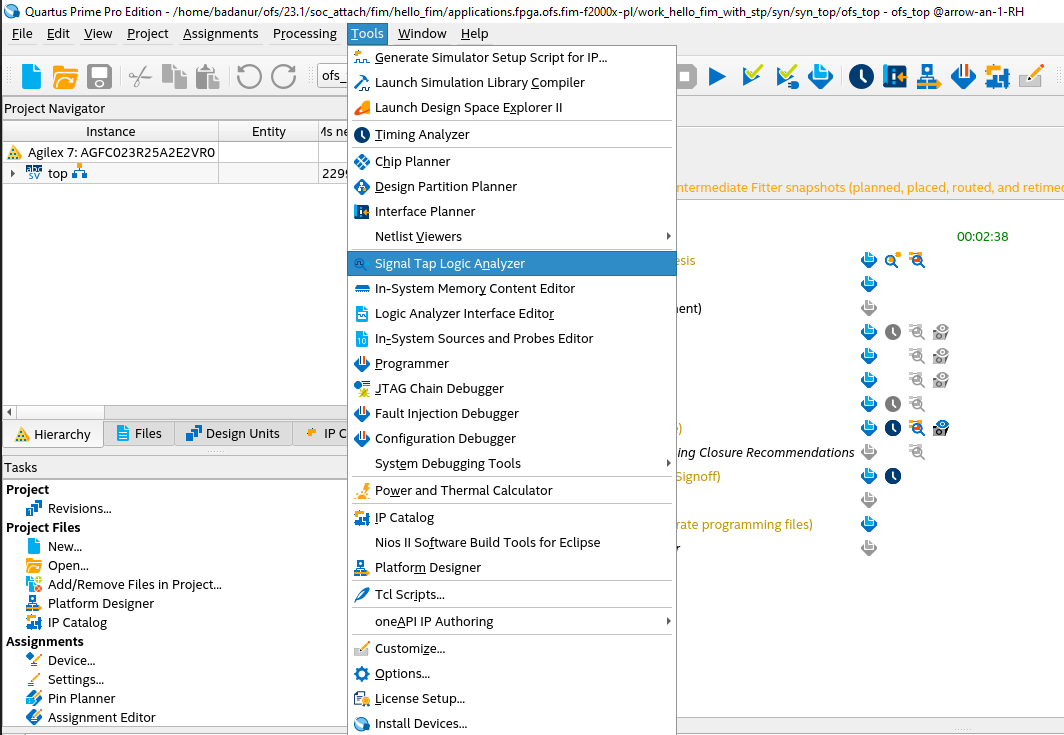 Quartus Prime Pro Edition - /home/badanur/ofs/23.1/soc_attach/fim/hello_fim/applications.fpga.ofs.fim-f2000x-pl/work_hello_fim_with_stp/syn/syn_top/ofs_top - ofs_top @arrow-an-1-RH
File Edit View Project Assignments Processing Tools Window Help
ofs_
Project Navigator
Instance Entity
Agilex 7: AGFC023R25A2E2VR0
top 229
Hierarchy Files Design Units IP C
Tasks
Project
Revisions...
Project Files
New...
Open...
Add/Remove Files in Project...
Platform Designer
IP Catalog
Assignments
Device...
Settings...
Pin Planner
Assignment Editor
Generate Simulator Setup Script for IP...
Launch Simulation Library Compiler
Launch Design Space Explorer II
Timing Analyzer
Chip Planner
Design Partition Planner
Interface Planner
Netlist Viewers
Signal Tap Logic Analyzer
In-System Memory Content Editor
Logic Analyzer Interface Editor
In-System Sources and Probes Editor
Programmer
JTAG Chain Debugger
Fault Injection Debugger
Configuration Debugger
System Debugging Tools
Power and Thermal Calculator
IP Catalog
Nios II Software Build Tools for Eclipse
Platform Designer
Tcl Scripts...
oneAPI IP Authoring
Customize...
Options...
License Setup...
Install Devices...
ntermediate Fitter snapshots (planned, placed, routed, and retimed
00:02:38
esis
ent)
)
ing Closure Recommendations
Signoff)
rate programming files)
r